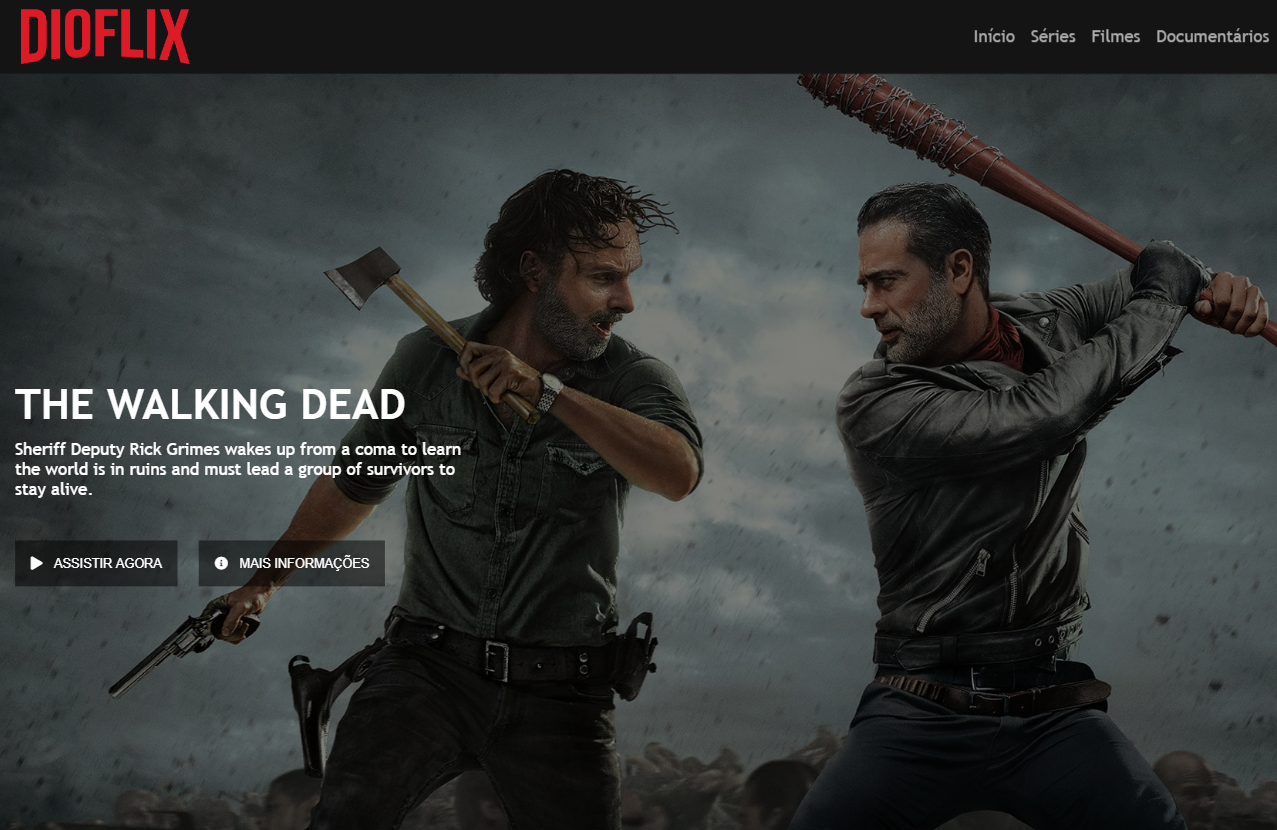 DIOFLIX
Início Séries Filmes Documentários
THE WALKING DEAD
Sheriff Deputy Rick Grimes wakes up from a coma to learn
the world is in ruins and must lead a group of survivors to
stay alive.
ASSISTIR AGORA
MAIS INFORMAÇÕES